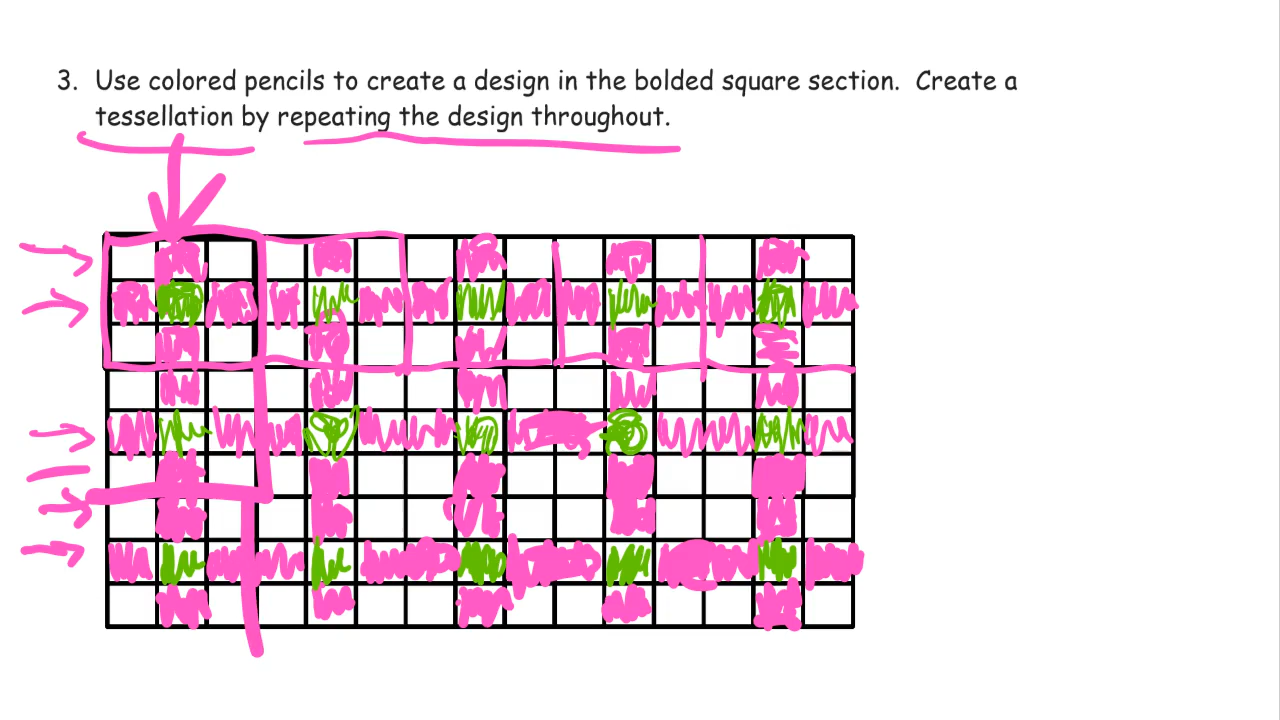 3. Use colored pencils to create a design in the bolded square section. Create a
tessellation by repeating the design throughout.